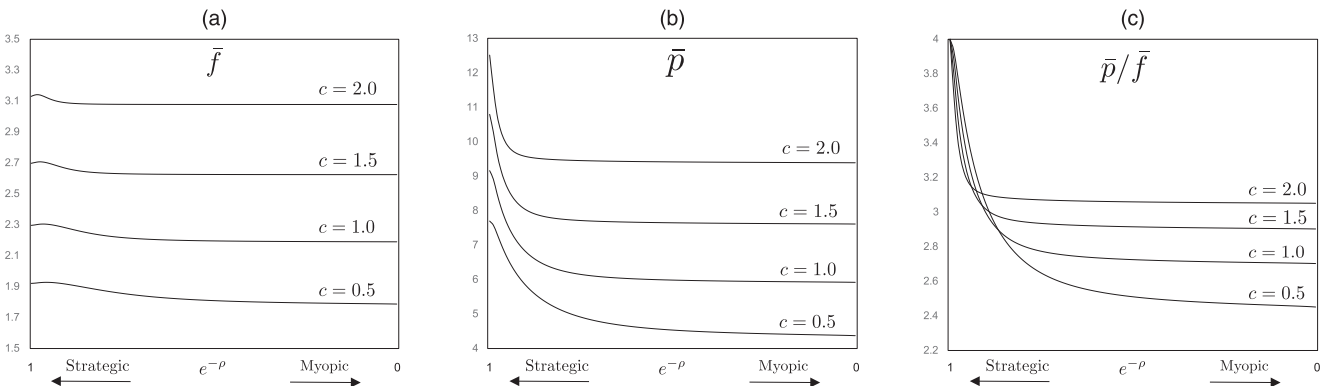 (a)
f̄
3.5
3.3
3.1
2.9
2.7
2.5
2.3
2.1
1.9
1.7
1.5
c = 2.0
c = 1.5
c = 1.0
c = 0.5
1
Strategic
e^{-ρ}
Myopic
0
(b)
p̄
13
12
11
10
9
8
7
6
5
4
c = 2.0
c = 1.5
c = 1.0
c = 0.5
1
Strategic
e^{-ρ}
Myopic
0
(c)
p̄/f̄
4
3.8
3.6
3.4
3.2
3
2.8
2.6
2.4
2.2
c = 2.0
c = 1.5
c = 1.0
c = 0.5
1
Strategic
e^{-ρ}
Myopic
0